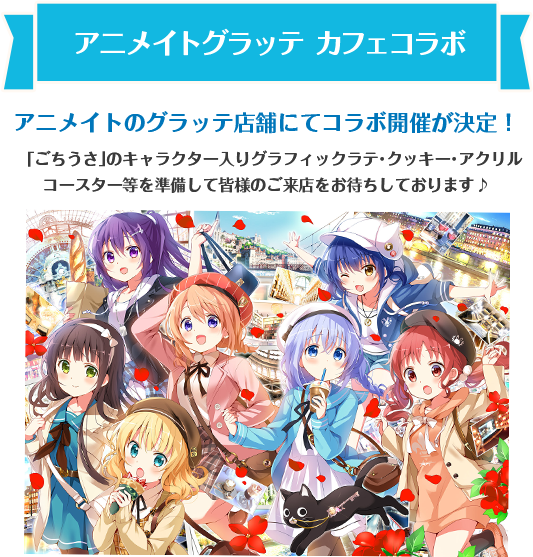 アニメイトグラッテ カフェコラボ
アニメイトのグラッテ店舗にてコラボ開催が決定！
「ごちうさ」のキャラクター入りグラフィックラテ・クッキー・アクリル
コースター等を準備して皆様のご来店をお待ちしております♪